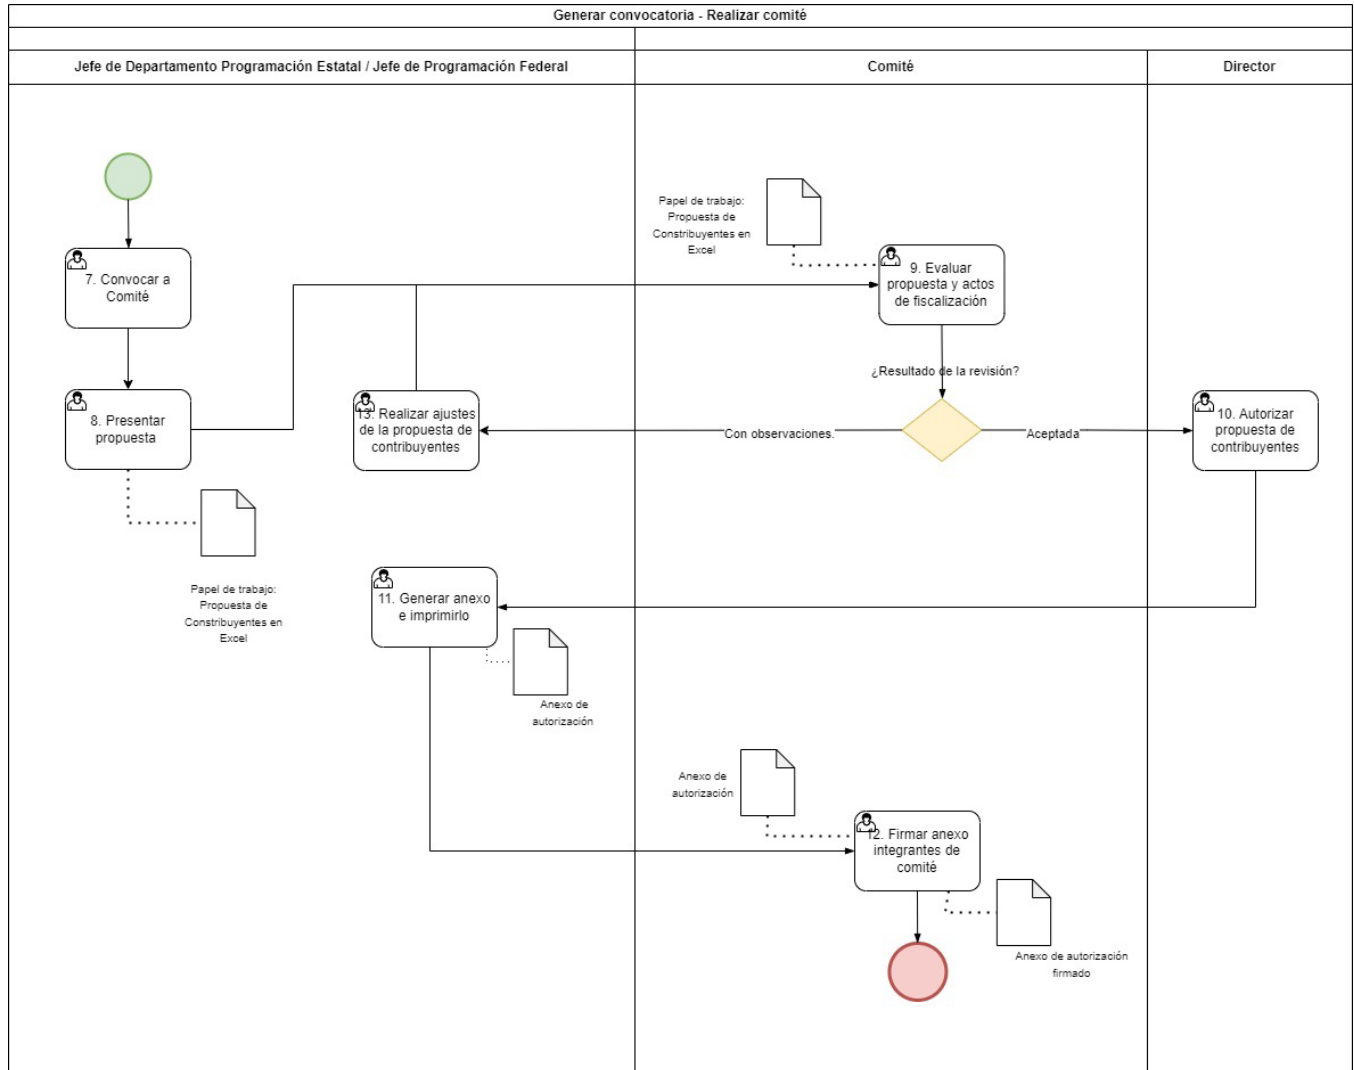 Generar convocatoria - Realizar comité
Jefe de Departamento Programación Estatal / Jefe de Programación Federal
Comité
Director
7. Convocar a
Comité
8. Presentar
propuesta
Papel de trabajo:
Propuesta de
Constribuyentes en
Excel
13. Realizar ajustes
de la propuesta de
contribuyentes
Papel de trabajo:
Propuesta de
Constribuyentes en
Excel
9. Evaluar
propuesta y actos
de fiscalización
¿Resultado de la revisión?
Con observaciones.
Aceptada
10. Autorizar
propuesta de
contribuyentes
11. Generar anexo
e imprimirlo
Anexo de
autorización
Anexo de
autorización
12. Firmar anexo
integrantes de
comité
Anexo de autorización
firmado